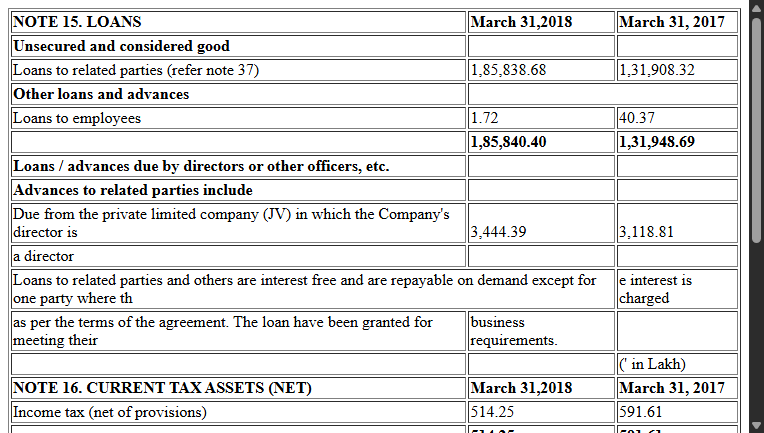 NOTE 15. LOANS March 31,2018 March 31, 2017
Unsecured and considered good
Loans to related parties (refer note 37) 1,85,838.68 1,31,908.32
Other loans and advances
Loans to employees 1.72 40.37
1,85,840.40 1,31,948.69
Loans / advances due by directors or other officers, etc.
Advances to related parties include
Due from the private limited company (JV) in which the Company's
director is 3,444.39 3,118.81
a director
Loans to related parties and others are interest free and are repayable on demand except for e interest is
one party where th charged
as per the terms of the agreement. The loan have been granted for business
meeting their requirements.
(' in Lakh)
NOTE 16. CURRENT TAX ASSETS (NET) March 31,2018 March 31, 2017
Income tax (net of provisions) 514.25 591.61